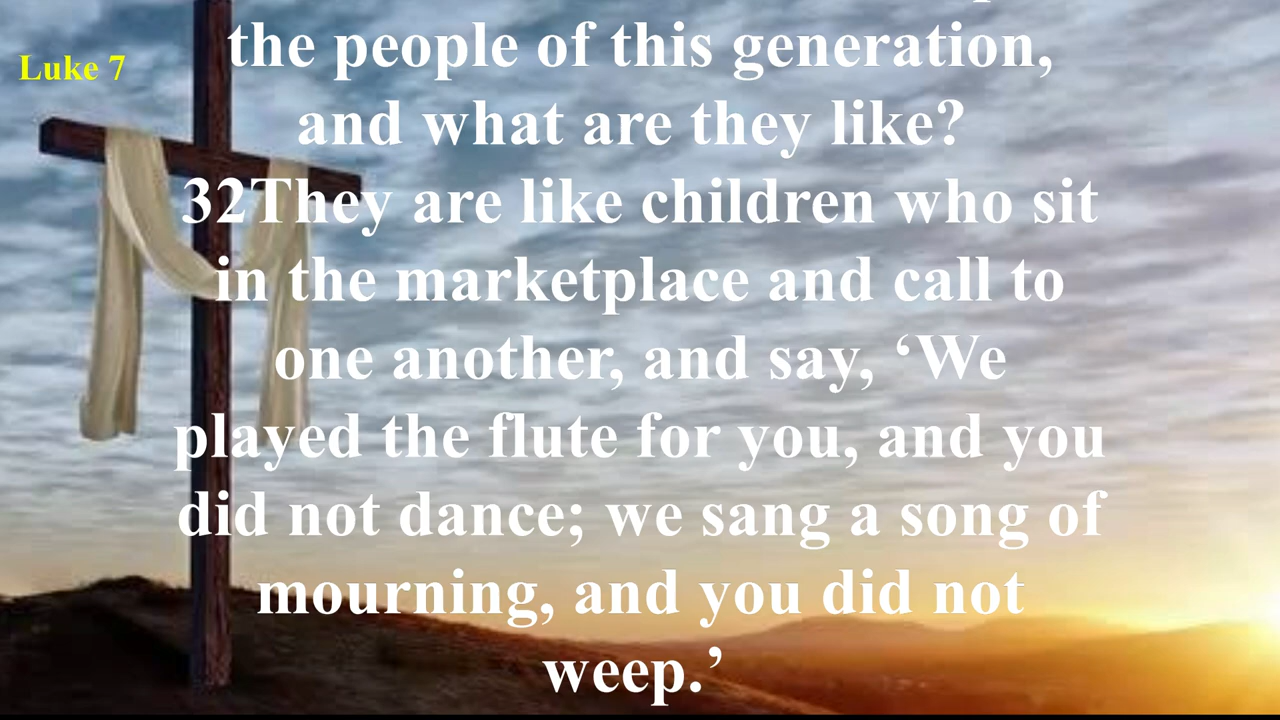 Luke 7
the people of this generation,
and what are they like?
32They are like children who sit
in the marketplace and call to
one another, and say, ‘We
played the flute for you, and you
did not dance; we sang a song of
mourning, and you did not
weep.’